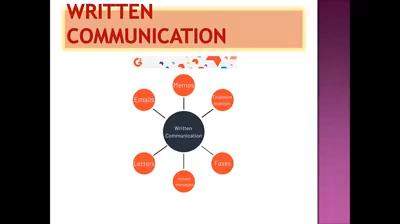 WRITTEN
COMMUNICATION
Memos
Emails
Written
Communication
Letters
Faxes